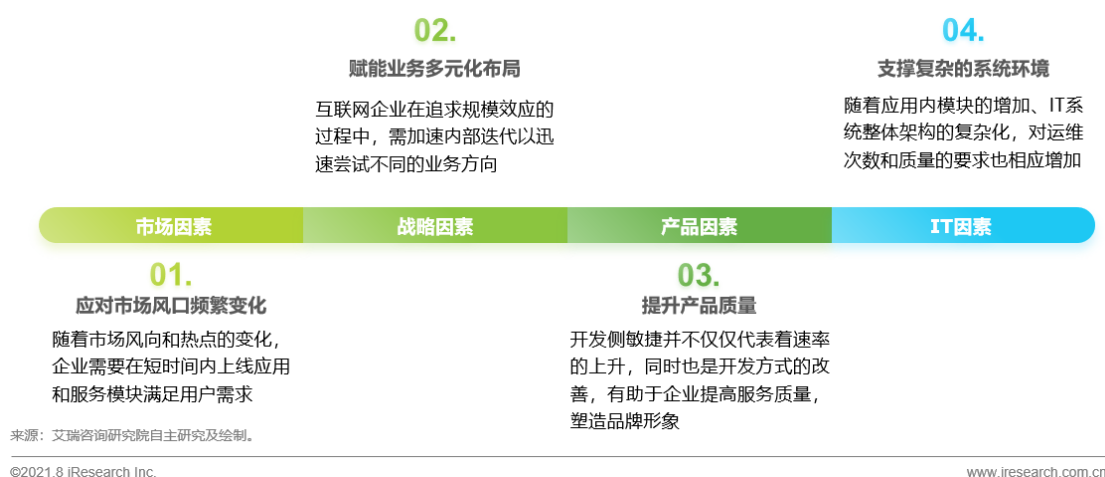 02.
赋能业务多元化布局
互联网企业在追求规模效应的
过程中，需加速内部迭代以迅
速尝试不同的业务方向
04.
支撑复杂的系统环境
随着应用内模块的增加、IT系
统整体架构的复杂化，对运维
次数和质量的要求也相应增加
市场因素
战略因素
产品因素
IT因素
01.
应对市场风口频繁变化
随着市场风向和热点的变化，
企业需要在短时间内上线应用
和服务模块满足用户需求
03.
提升产品质量
开发侧敏捷并不仅仅代表着速率
的上升，同时也是开发方式的改
善，有助于企业提高服务质量，
塑造品牌形象
来源：艾瑞咨询研究院自主研究及绘制。
©2021.8 iResearch Inc.
www.iresearch.com.cn